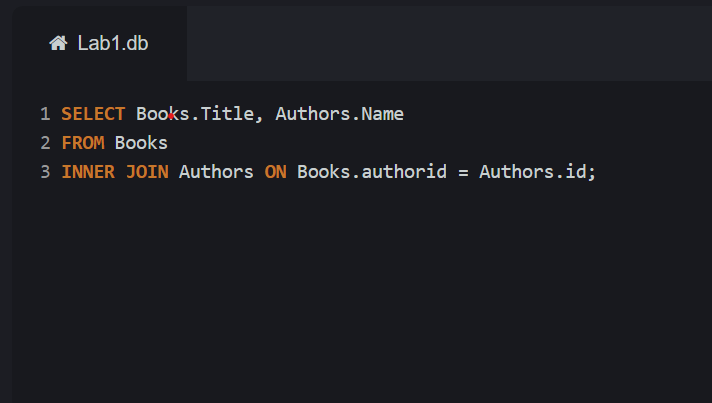 Lab1.db
1 SELECT Books.Title, Authors.Name
2 FROM Books
3 INNER JOIN Authors ON Books.authorid = Authors.id;